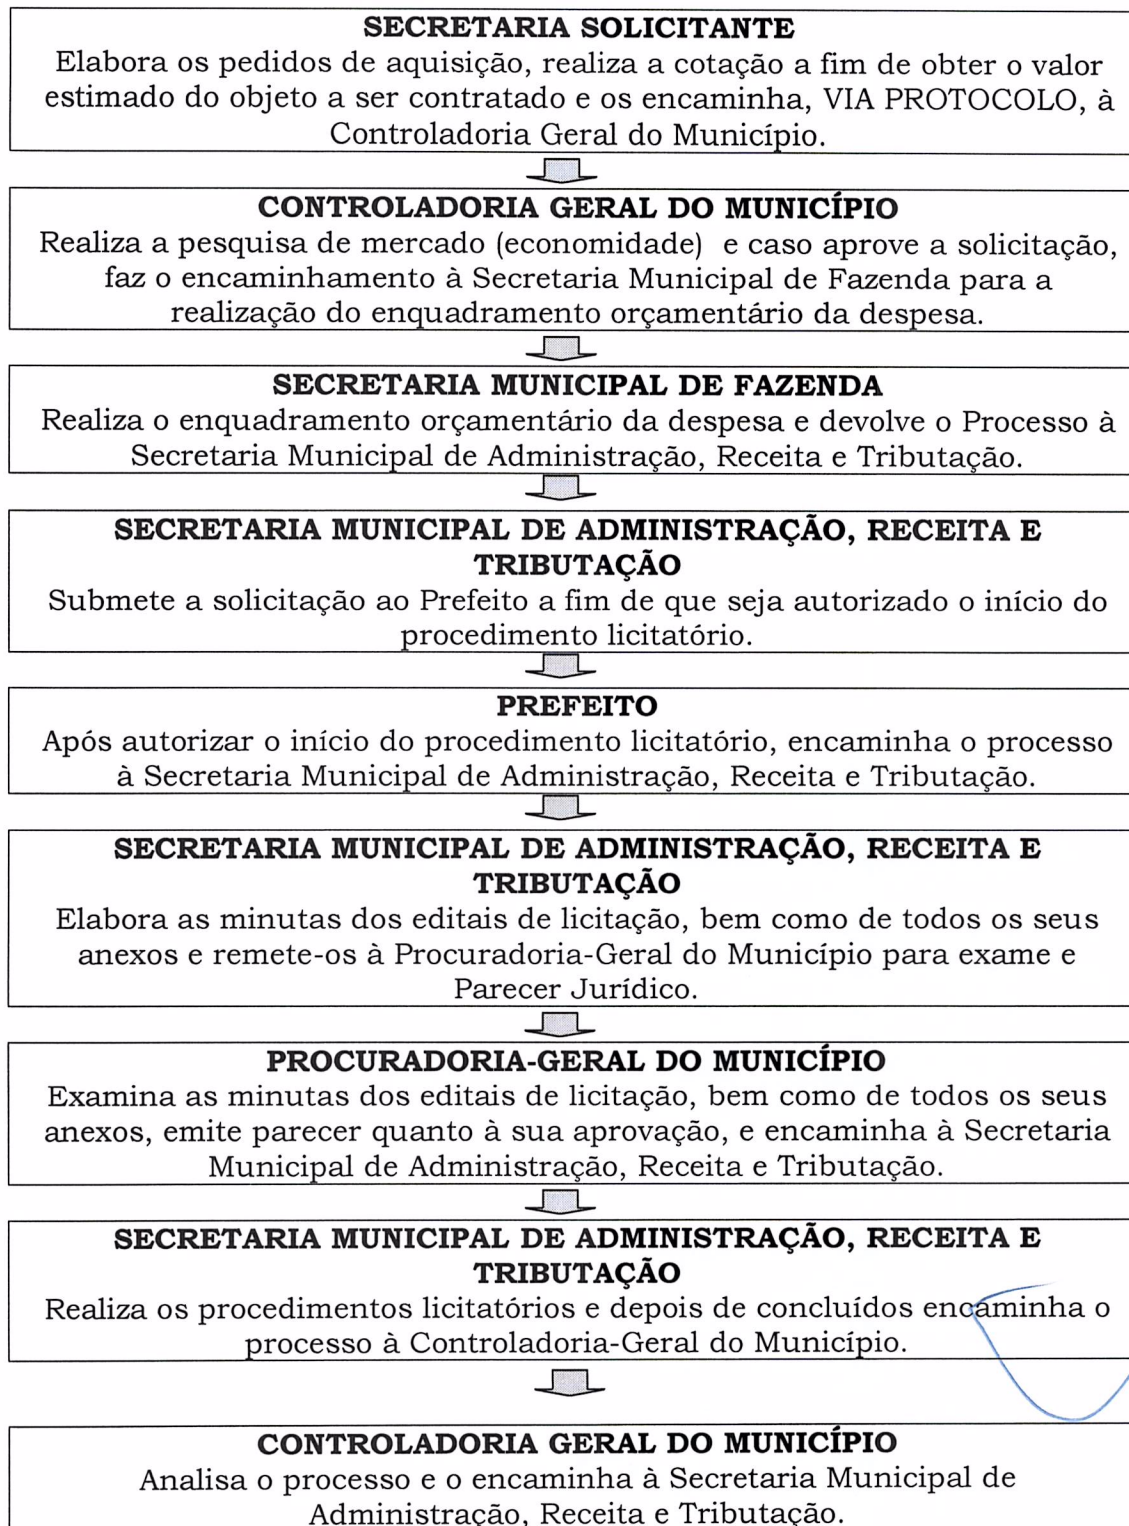 SECRETARIA SOLICITANTE
Elabora os pedidos de aquisição, realiza a cotação a fim de obter o valor
estimado do objeto a ser contratado e os encaminha, VIA PROTOCOLO, à
Controladoria Geral do Município.
CONTROLADORIA GERAL DO MUNICÍPIO
Realiza a pesquisa de mercado (economidade) e caso aprove a solicitação,
faz o encaminhamento à Secretaria Municipal de Fazenda para a
realização do enquadramento orçamentário da despesa.
SECRETARIA MUNICIPAL DE FAZENDA
Realiza o enquadramento orçamentário da despesa e devolve o Processo à
Secretaria Municipal de Administração, Receita e Tributação.
SECRETARIA MUNICIPAL DE ADMINISTRAÇÃO, RECEITA E
TRIBUTAÇÃO
Submete a solicitação ao Prefeito a fim de que seja autorizado o início do
procedimento licitatório.
PREFEITO
Após autorizar o início do procedimento licitatório, encaminha o processo
à Secretaria Municipal de Administração, Receita e Tributação.
SECRETARIA MUNICIPAL DE ADMINISTRAÇÃO, RECEITA E
TRIBUTAÇÃO
Elabora as minutas dos editais de licitação, bem como de todos os seus
anexos e remete-os à Procuradoria-Geral do Município para exame e
Parecer Jurídico.
PROCURADORIA-GERAL DO MUNICÍPIO
Examina as minutas dos editais de licitação, bem como de todos os seus
anexos, emite parecer quanto à sua aprovação, e encaminha à Secretaria
Municipal de Administração, Receita e Tributação.
SECRETARIA MUNICIPAL DE ADMINISTRAÇÃO, RECEITA E
TRIBUTAÇÃO
Realiza os procedimentos licitatórios e depois de concluídos encaminha o
processo à Controladoria-Geral do Município.
CONTROLADORIA GERAL DO MUNICÍPIO
Analisa o processo e o encaminha à Secretaria Municipal de
Administração, Receita e Tributação.